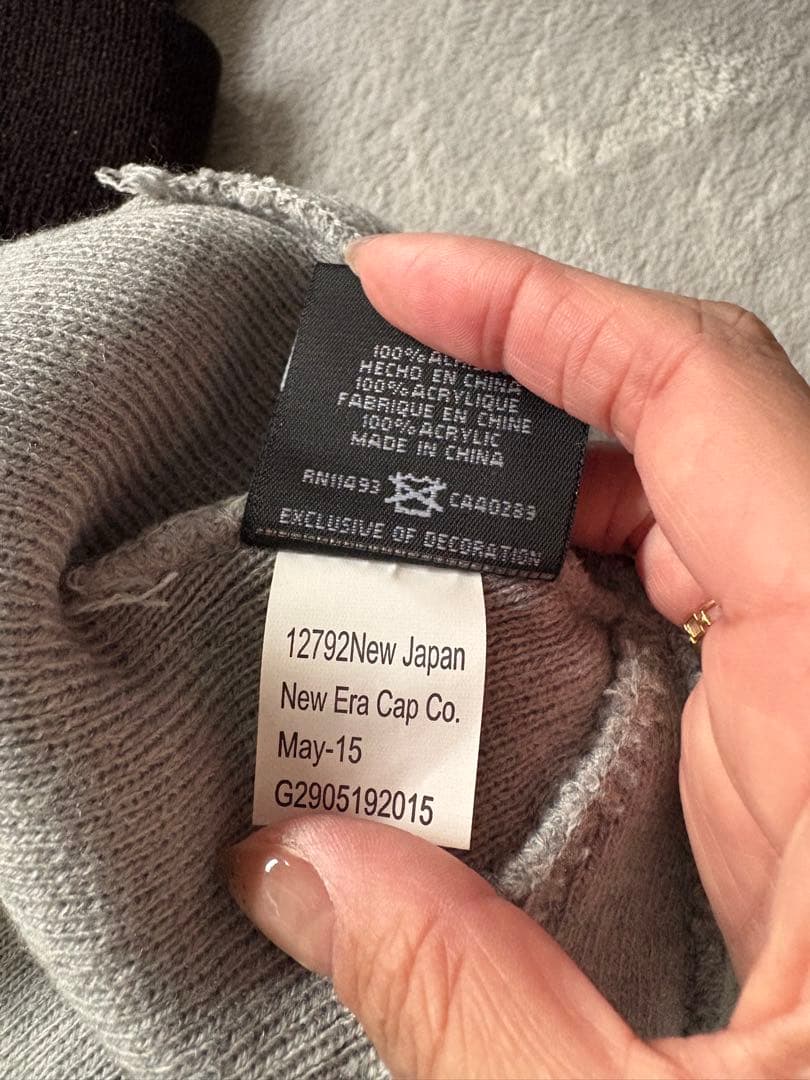 100%
HECHO EN CHINA
100% ACRYLIQUE
FABRIQUE EN CHINE
100% ACRYLIC
MADE IN CHINA
RN11493 CA40289
EXCLUSIVE OF DECORATION
12792New Japan
New Era Cap Co.
May-15
G2905192015